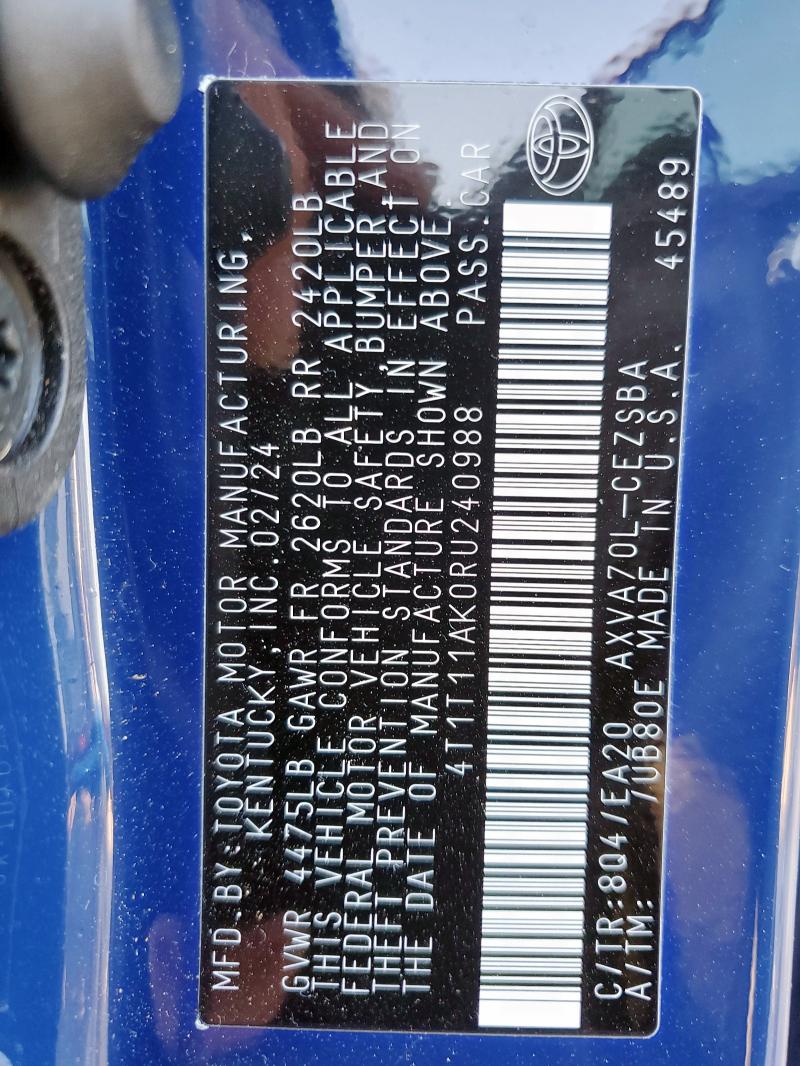 MFD.BY:TOYOTA MOTOR MANUFACTURING,
KENTUCKY,INC.02/24
GVWR 4475LB GAWR FR 2620LB RR 2420LB
THIS VEHICLE CONFORMS TO ALL APPLICABLE
FEDERAL MOTOR VEHICLE SAFETY,BUMPER,AND
THEFT PREVENTION STANDARDS IN EFFECT ON
THE DATE OF MANUFACTURE SHOWN ABOVE.
4T1T11AK0RU240988 PASS.CAR
C/TR:8Q4/EA20 AXVA70L-CEZSBA
A/TM: /UB80E MADE IN U.S.A. 45489